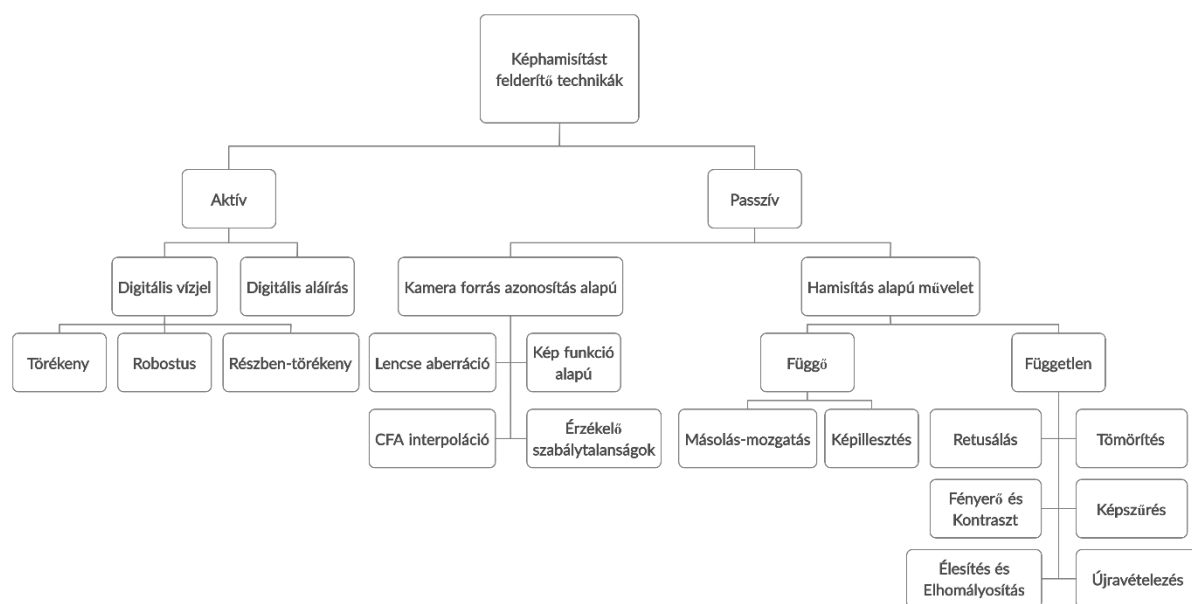 Képhamisítást
felderítő technikák
Aktív
Passzív
Digitális vízjel
Digitális aláírás
Kamera forrás azonosítás alapú
Hamisítás alapú művelet
Törékeny
Robostus
Részben-törékeny
Lencse aberráció
Kép funkció
alapú
Függő
Független
CFA interpoláció
Érzékelő
szabálytalanságok
Másolás-mozgatás
Képillesztés
Retusálás
Tömörítés
Fényerő és
Kontraszt
Képszűrés
Élesítés és
Elhomályosítás
Újravételezés